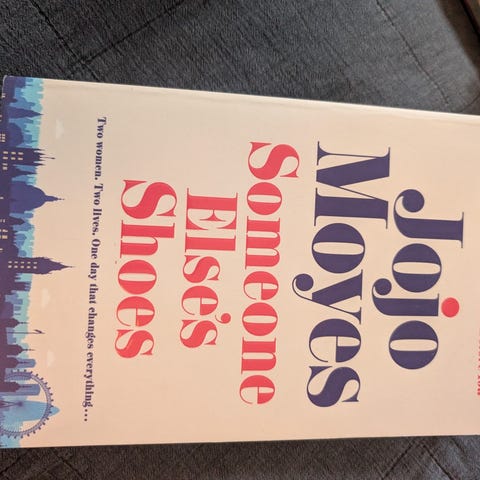 Jojo
Moyes
Someone
Else's
Shoes
Two women. Two lives. One day that changes everything...